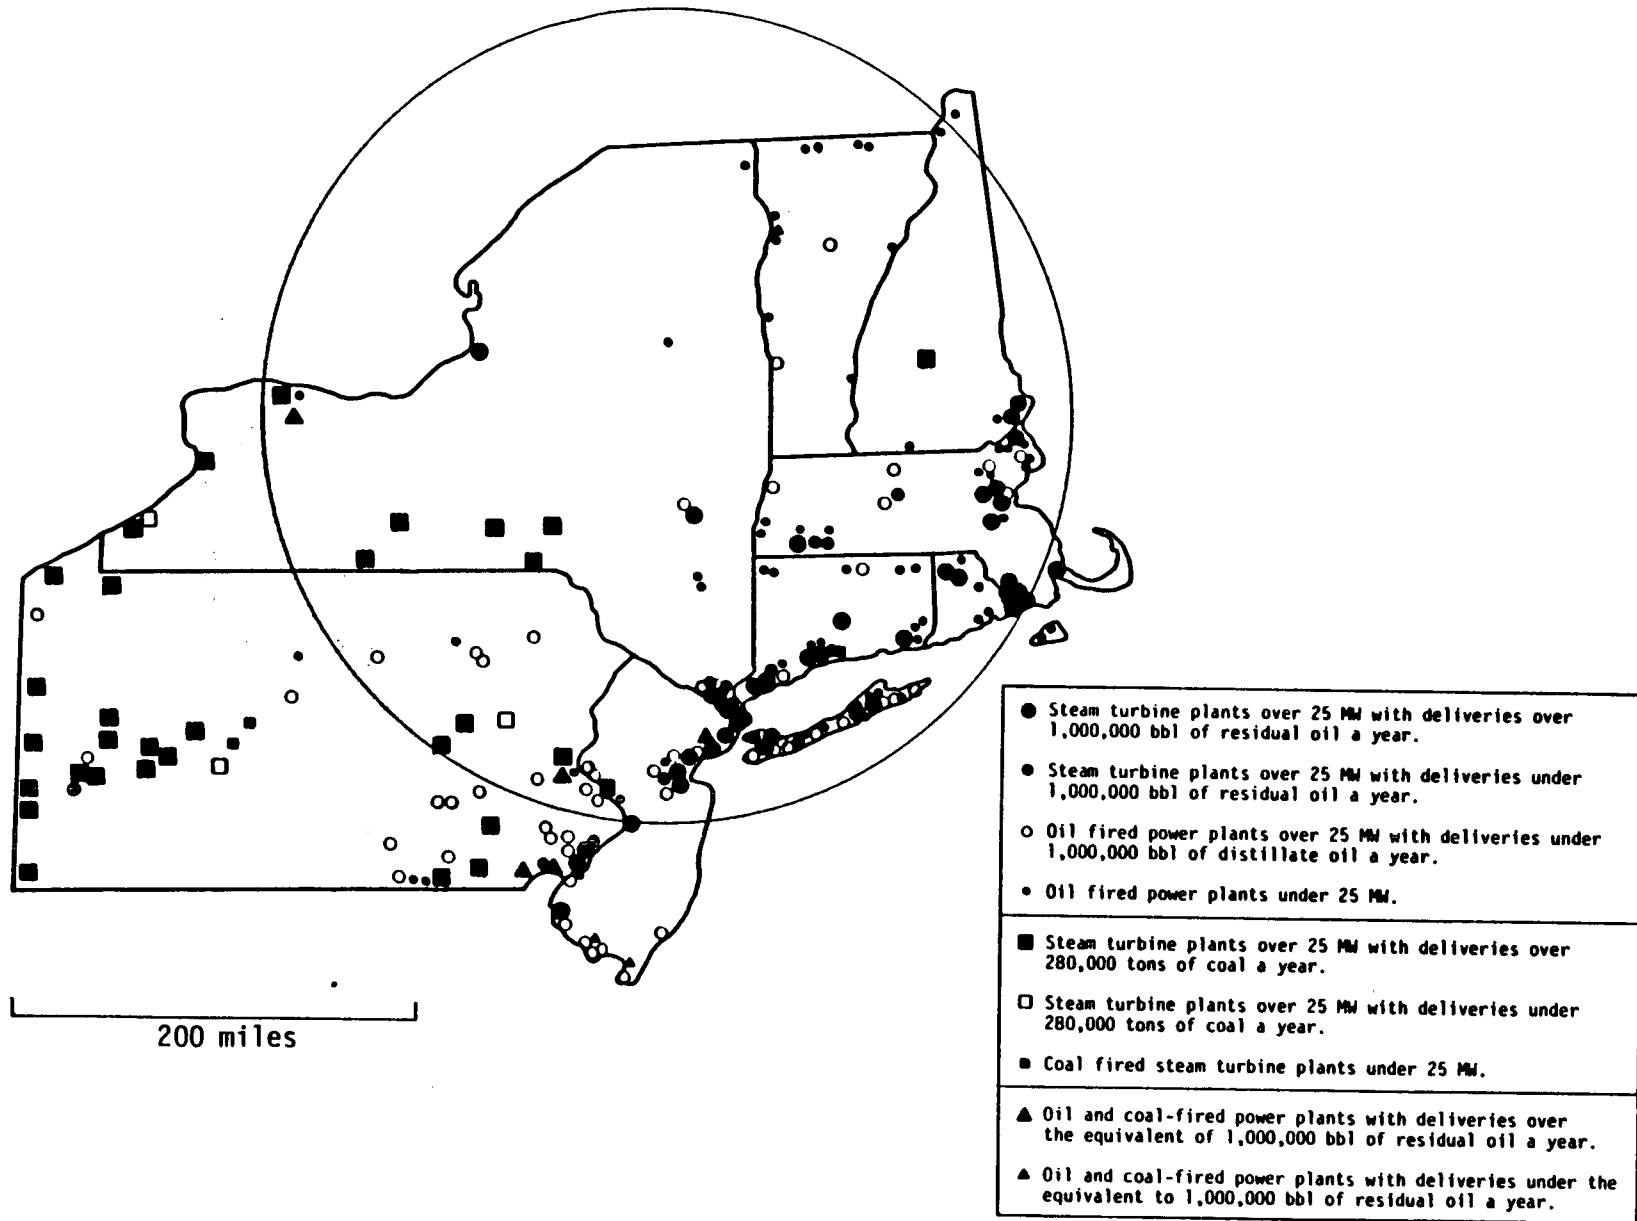 Steam turbine plants over 25 MW with deliveries over
1,000,000 bbl of residual oil a year.
Steam turbine plants over 25 MW with deliveries under
1,000,000 bbl of residual oil a year.
Oil fired power plants over 25 MW with deliveries under
1,000,000 bbl of distillate oil a year.
Oil fired power plants under 25 MW.
Steam turbine plants over 25 MW with deliveries over
280,000 tons of coal a year.
Steam turbine plants over 25 MW with deliveries under
280,000 tons of coal a year.
Coal fired steam turbine plants under 25 MW.
Oil and coal-fired power plants with deliveries over
the equivalent of 1,000,000 bbl of residual oil a year.
Oil and coal-fired power plants with deliveries under the
equivalent to 1,000,000 bbl of residual oil a year.
200 miles